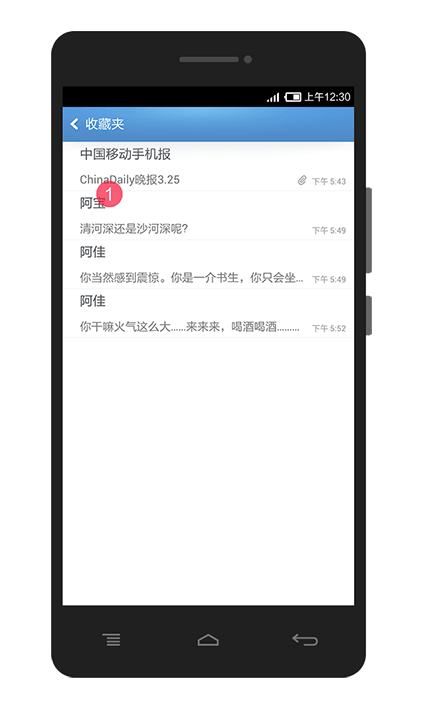 上午12:30
收藏夹
中国移动手机报
ChinaDaily晚报3.25 下午 5:43
1
阿宝
清河深还是沙河深呢? 下午 5:49
阿佳
你当然感到震惊。你是一介书生，你只会坐... 下午 5:49
阿佳
你干嘛火气这么大......来来来，喝酒喝酒......... 下午 5:52